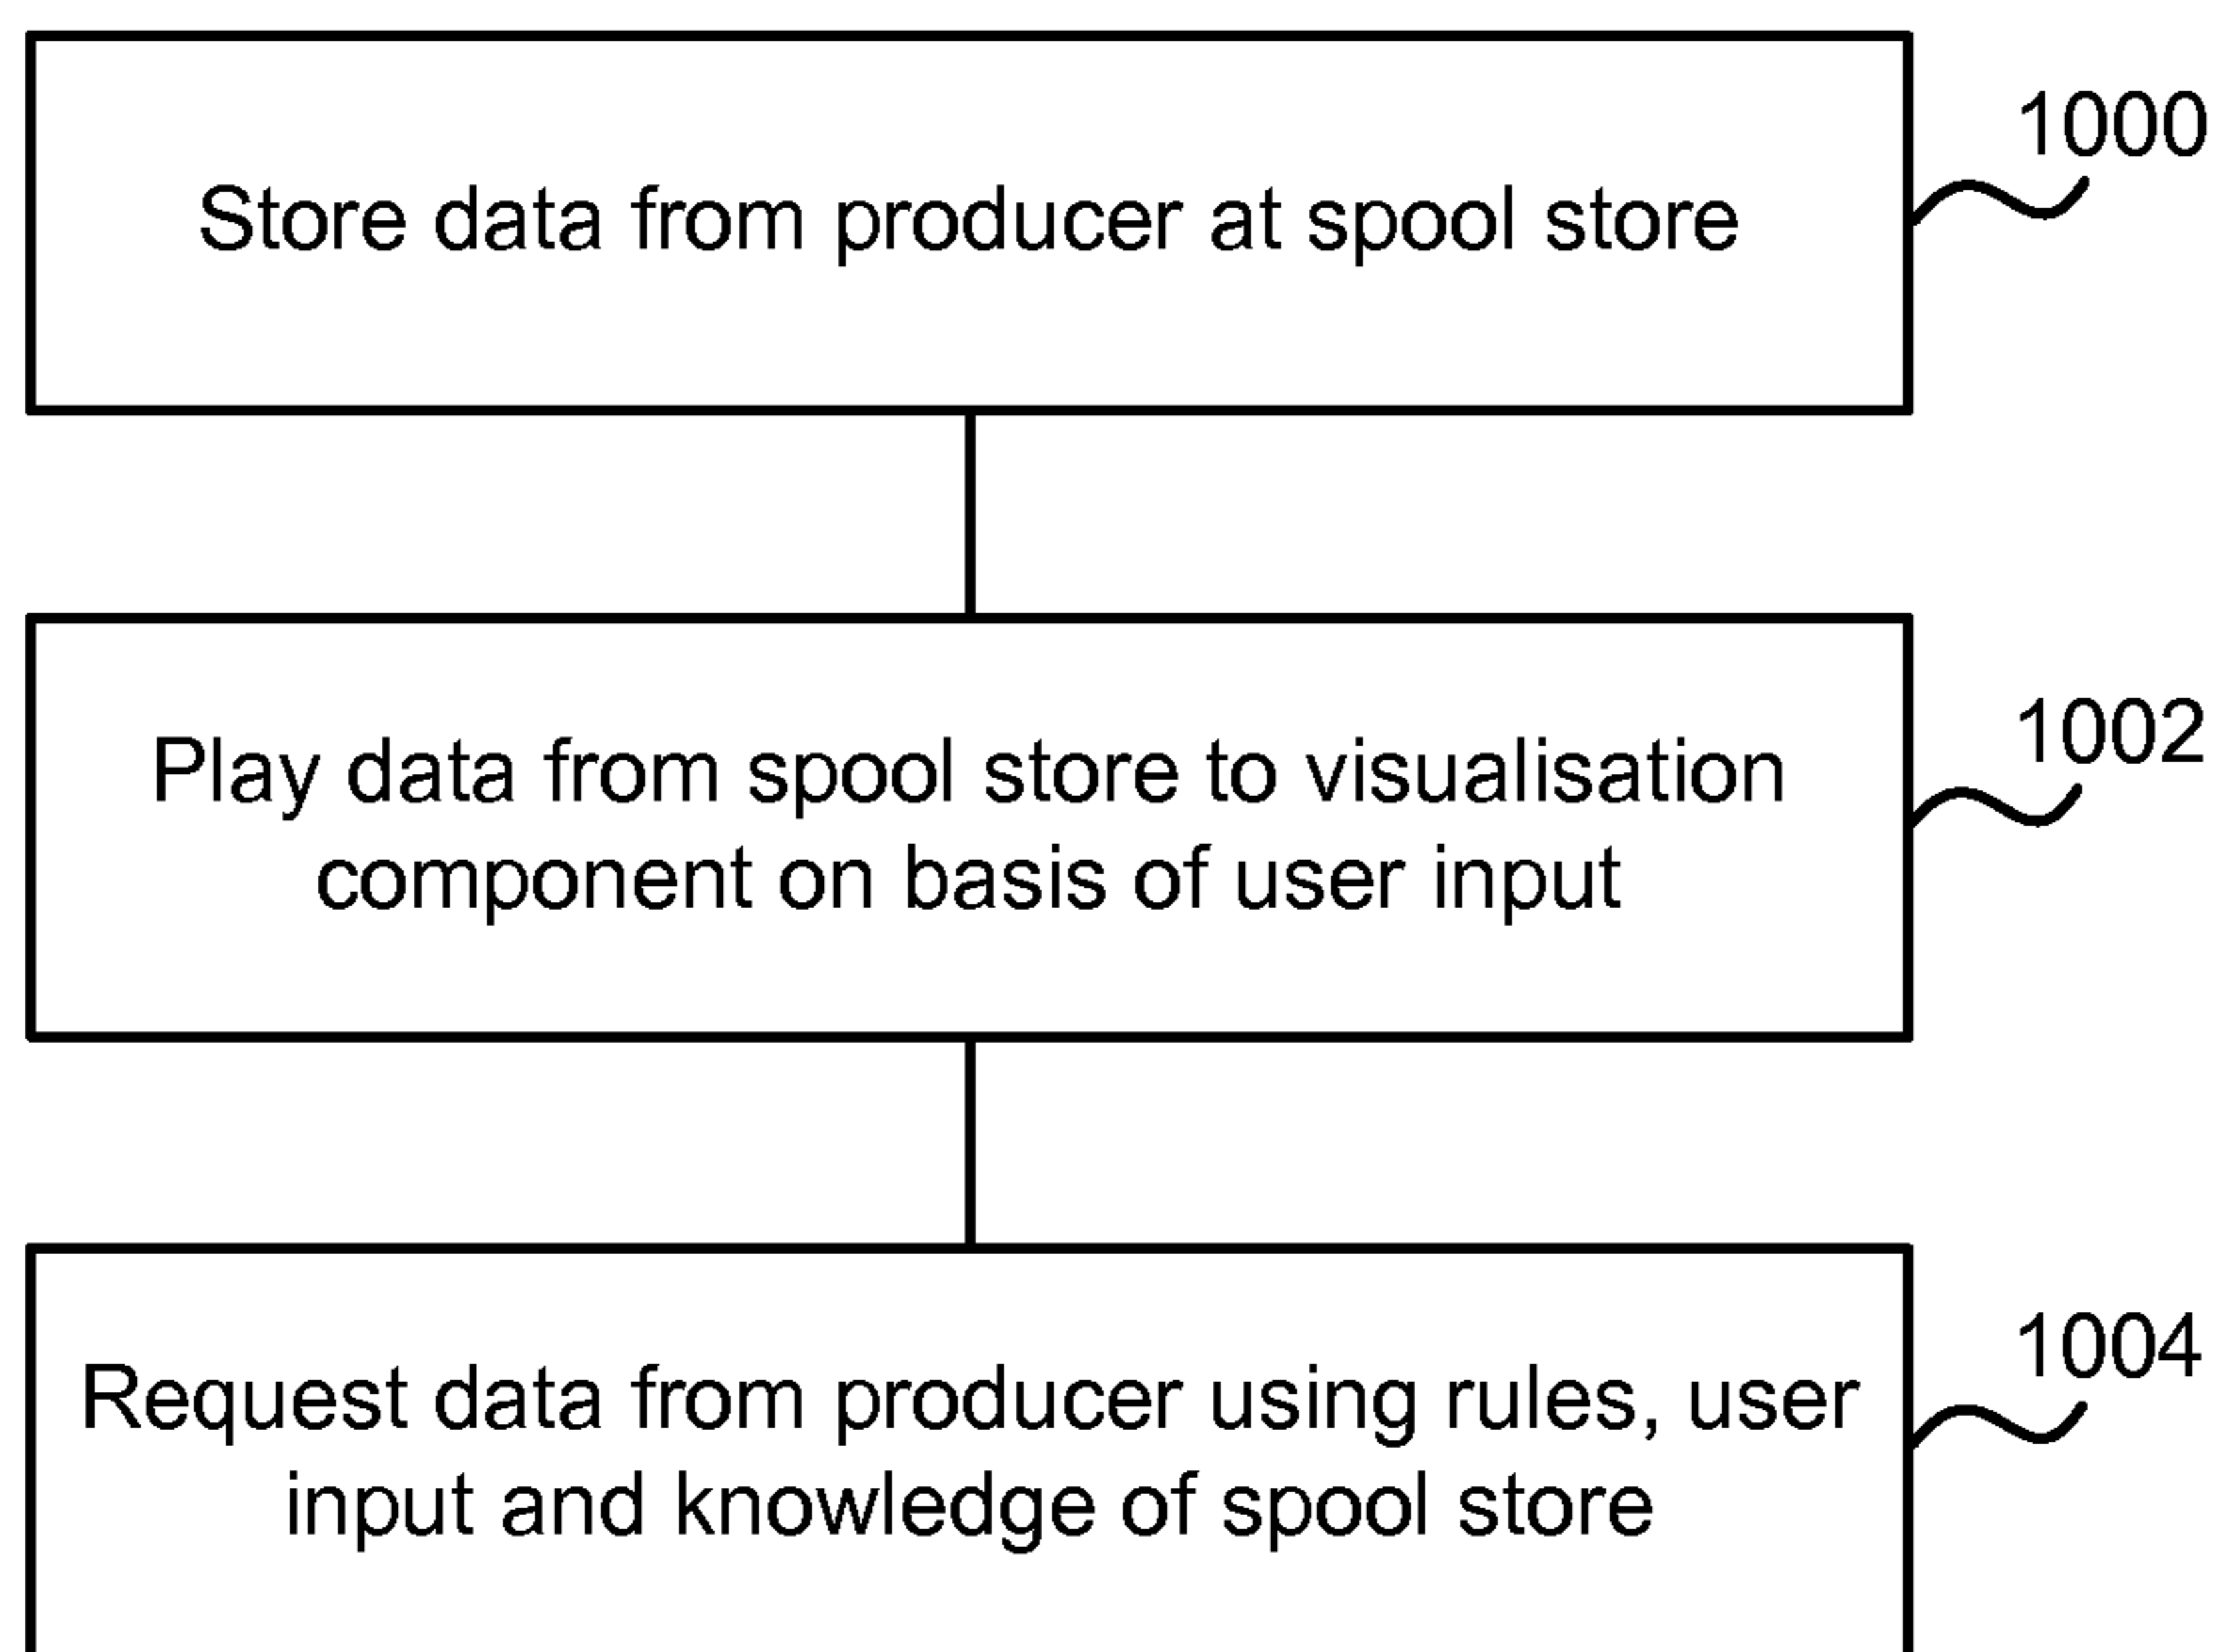 1000
Store data from producer at spool store
1002
Play data from spool store to visualisation
component on basis of user input
1004
Request data from producer using rules, user
input and knowledge of spool store